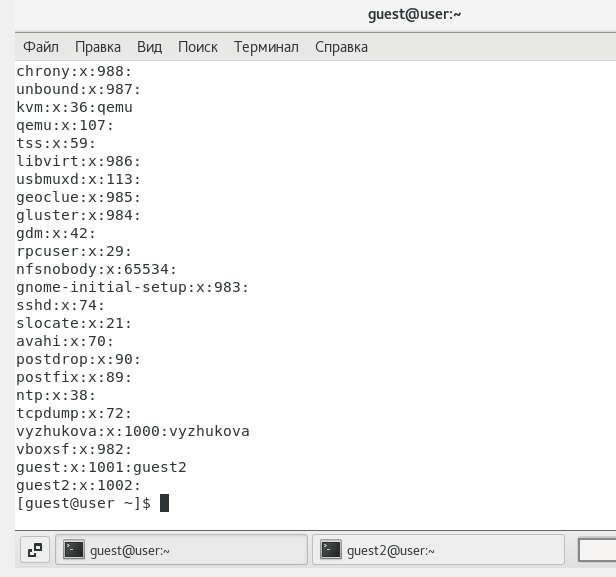 guest@user:~
Файл Правка Вид Поиск Терминал Справка
chrony:x:988:
unbound:x:987:
kvm:x:36:qemu
qemu:x:107:
tss:x:59:
libvirt:x:986:
usbmuxd:x:113:
geoclue:x:985:
gluster:x:984:
gdm:x:42:
rpcuser:x:29:
nfsnobody:x:65534:
gnome-initial-setup:x:983:
sshd:x:74:
slocate:x:21:
avahi:x:70:
postdrop:x:90:
postfix:x:89:
ntp:x:38:
tcpdump:x:72:
vyzhukova:x:1000:vyzhukova
vboxsf:x:982:
guest:x:1001:guest2
guest2:x:1002:
[guest@user ~]$
guest@user:~ guest2@user:~